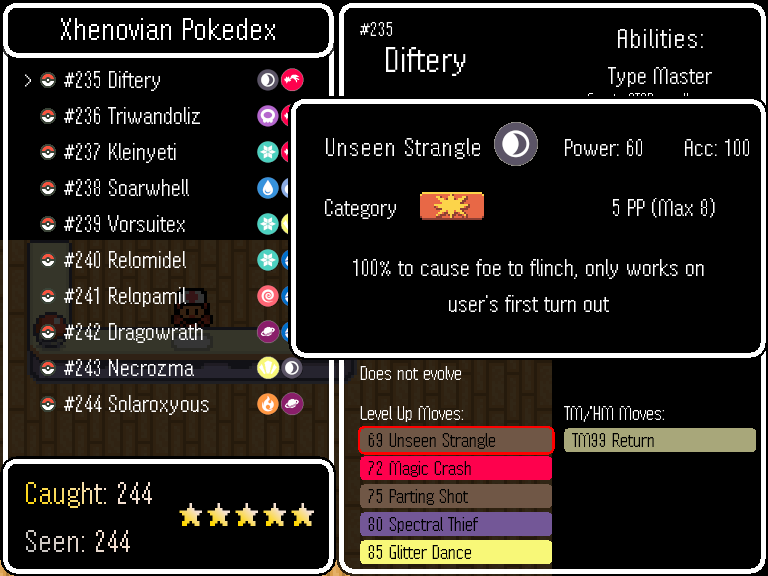 Xhenovian Pokedex
#235 Diftery
#236 Triwandoliz
#237 Kleinyeti
#238 Soarwhell
#239 Vorsuitex
#240 Relomidel
#241 Relopamil
#242 Dragowrath
#243 Necrozma
#244 Solaroxyous
Caught: 244
Seen: 244
#235
Diftery
Abilities:
Type Master
Unseen Strangle
Power: 60
Acc: 100
Category
5 PP (Max 8)
100% to cause foe to flinch, only works on
user's first turn out
Does not evolve
Level Up Moves:
69 Unseen Strangle
72 Magic Crash
75 Parting Shot
80 Spectral Thief
85 Glitter Dance
TM/HM Moves:
TM99 Return